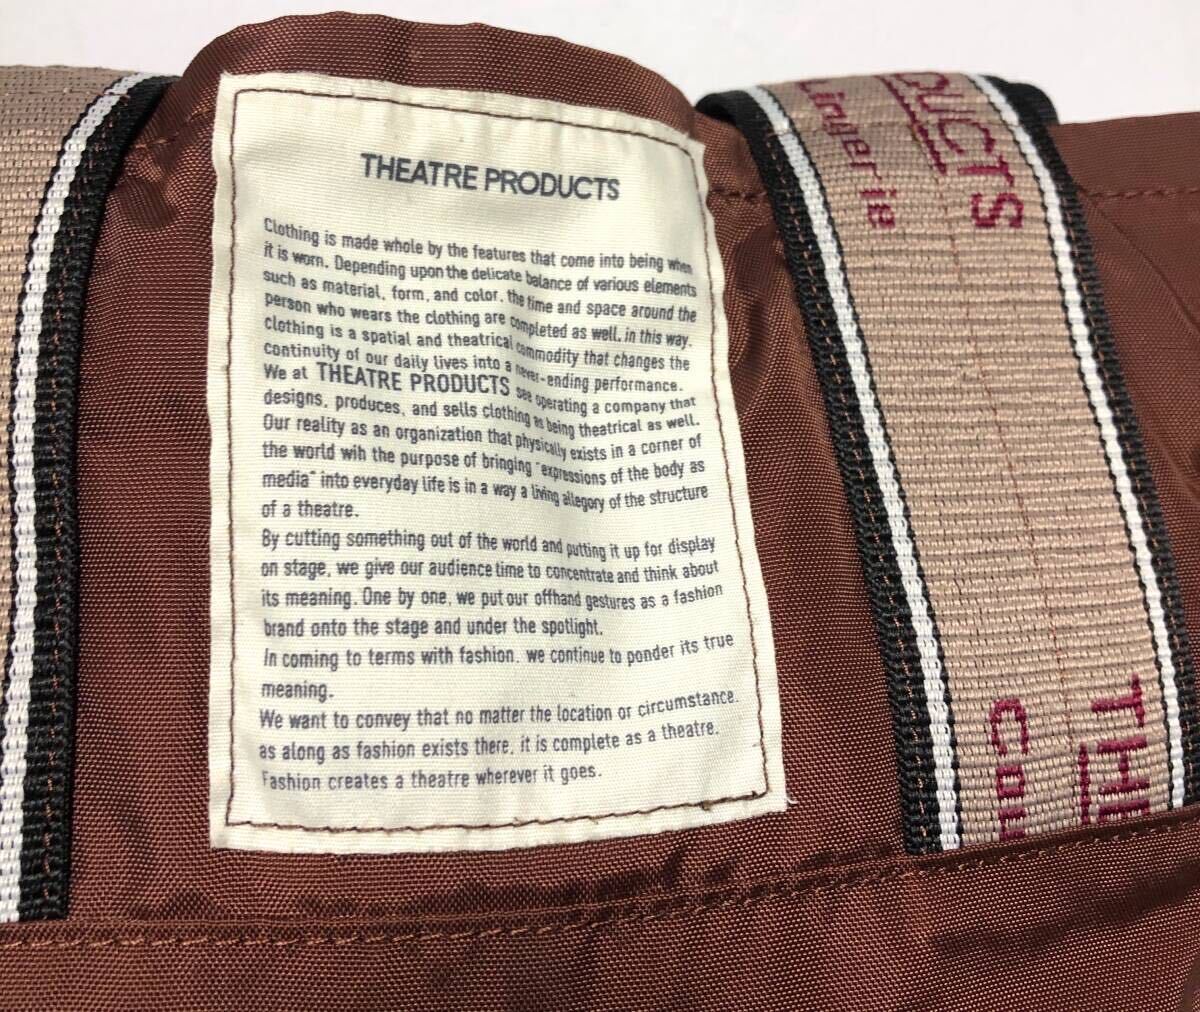 THEATRE PRODUCTS
Clothing is made whole by the features that come into being when
it is worn. Depending upon the delicate balance of various elements
such as material, form, and color, the time and space around the
person who wears the clothing are completed as well. in this way,
clothing is a spatial and theatrical commodity that changes the
continuity of our daily lives into a never-ending performance.
We at THEATRE PRODUCTS see operating a company that
designs, produces, and sells clothing as being theatrical as well.
Our reality as an organization that physically exists in a corner of
the world wih the purpose of bringing "expressions of the body as
media" into everyday life is in a way a living allegory of the structure
of a theatre.
By cutting something out of the world and putting it up for display
on stage, we give our audience time to concentrate and think about
its meaning. One by one, we put our offhand gestures as a fashion
brand onto the stage and under the spotlight.
In coming to terms with fashion, we continue to ponder its true
meaning.
We want to convey that no matter the location or circumstance,
as along as fashion exists there, it is complete as a theatre.
Fashion creates a theatre wherever it goes.
DUCTS
Lingerie
THE